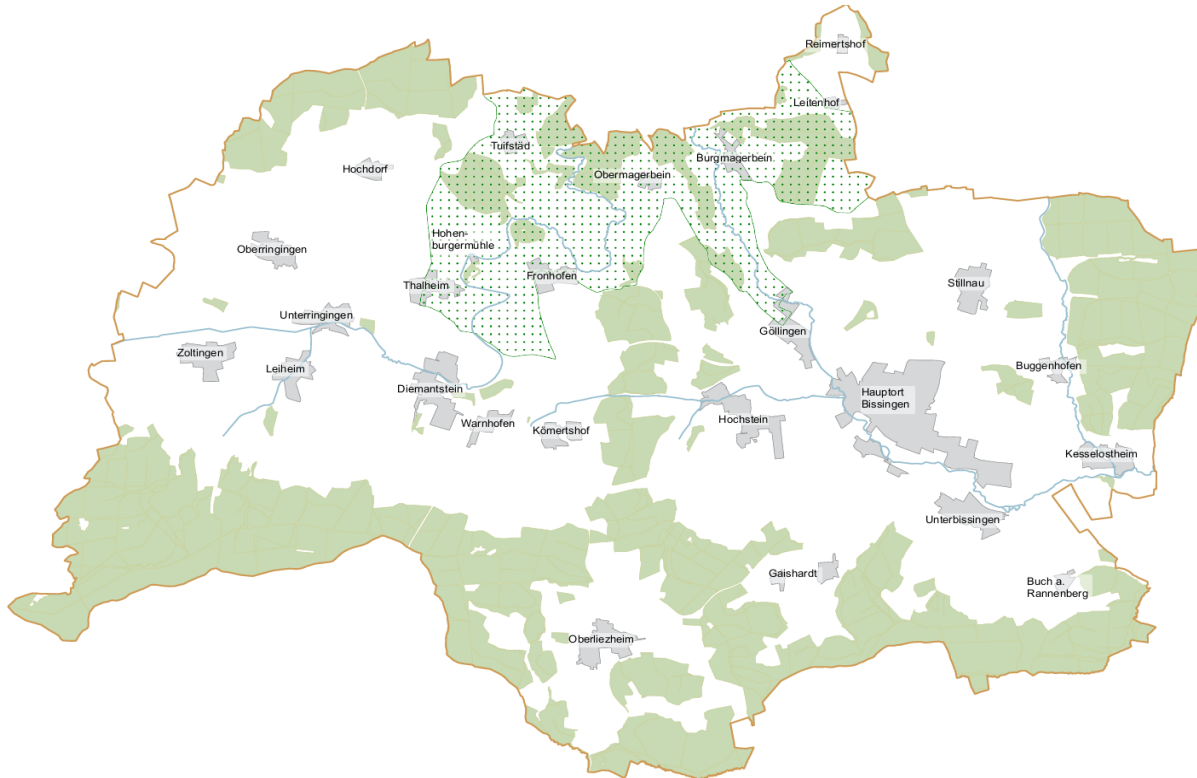 Reimertshof
Leitenhof
Tuifstäd
Burgmagerbein
Hochdorf
Obermagerbein
Hohen-
burgermühle
Oberringingen
Fronhofen
Thalheim
Stillnau
Unterringingen
Göllingen
Zoltingen
Leiheim
Buggenhofen
Diemantstein
Hauptort
Bissingen
Warnhofen
Kömertshof
Hochstein
Kesselostheim
Unterbissingen
Gaishardt
Buch a.
Rannenberg
Oberliezheim